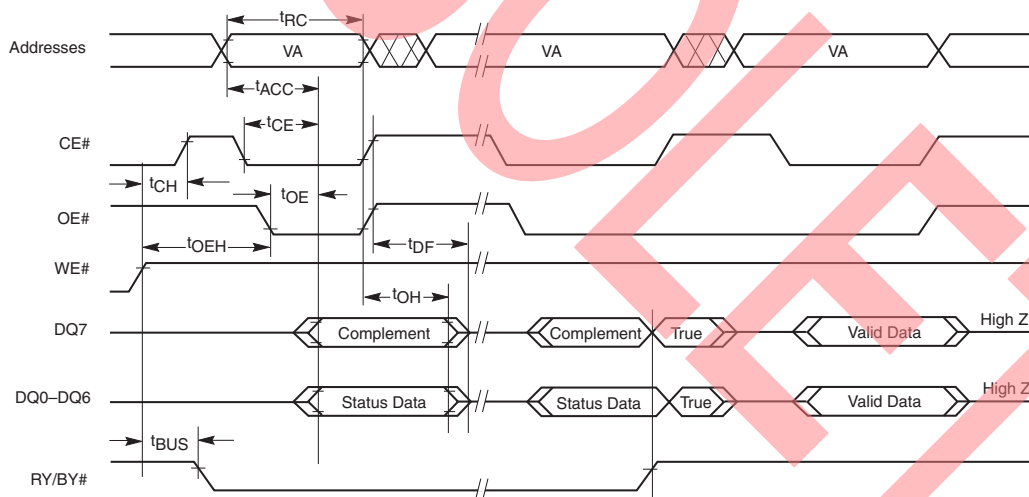 tRC
Addresses VA VA VA
tACC
tCE
CE#
tCH
tOE
OE#
tOEH
tDF
WE#
tOH
DQ7 Complement Complement True Valid Data High Z
DQ0–DQ6 Status Data Status Data True Valid Data High Z
tBUS
RY/BY#